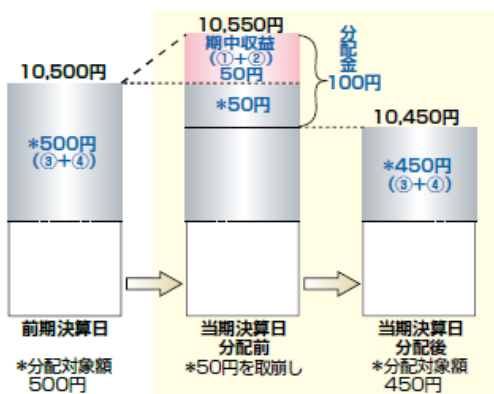 10,500円
*500円
(③+④)
前期決算日
*分配対象額
500円
10,550円
期中収益
(①+②)
50円
*50円
分配金
100円
当期決算日
分配前
*50円を取崩し
10,450円
*450円
(③+④)
当期決算日
分配後
*分配対象額
450円